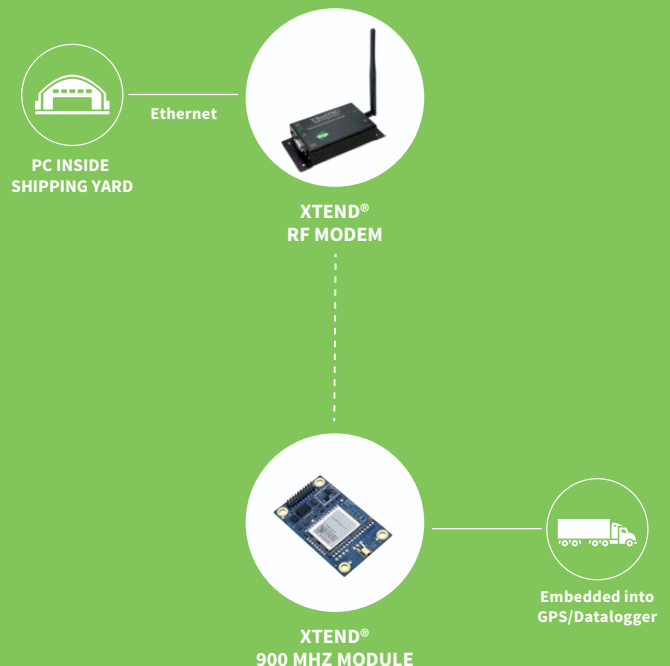 Ethernet
PC INSIDE
SHIPPING YARD
XTEND®
RF MODEM
Embedded into
GPS/Datalogger
XTEND®
900 MHZ MODULE